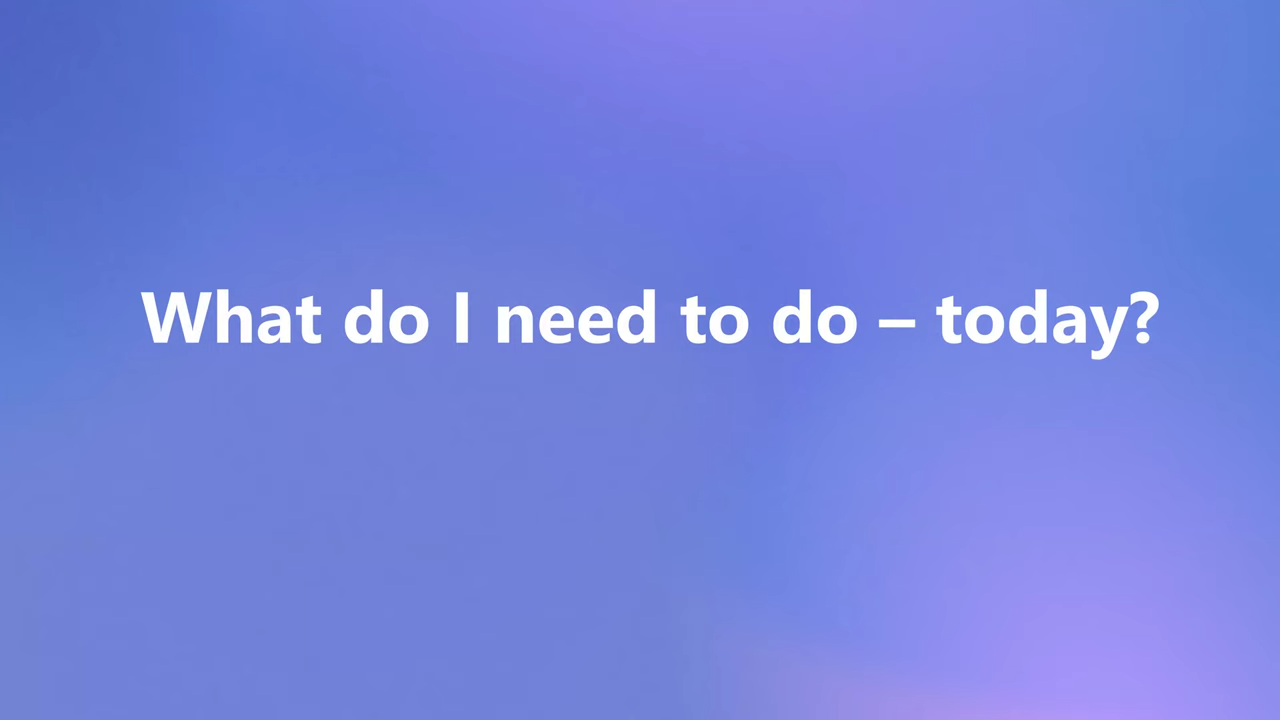 What do I need to do – today?